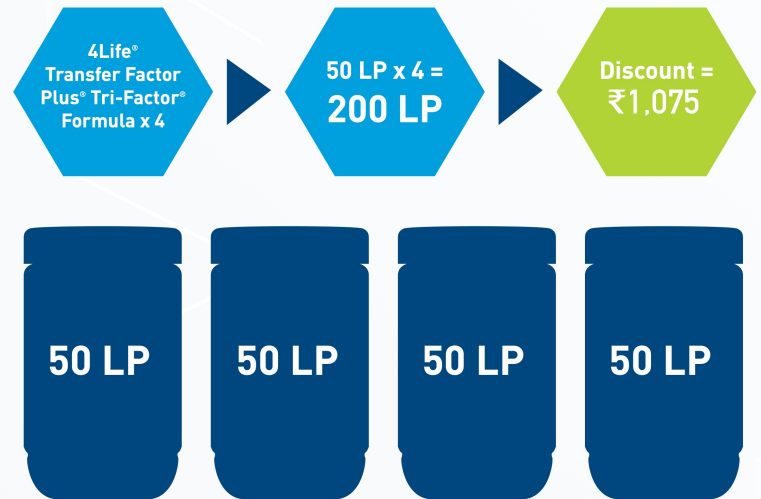 4Life®
Transfer Factor
Plus® Tri-Factor®
Formula x 4
50 LP x 4 =
200 LP
Discount =
₹1,075
50 LP
50 LP
50 LP
50 LP